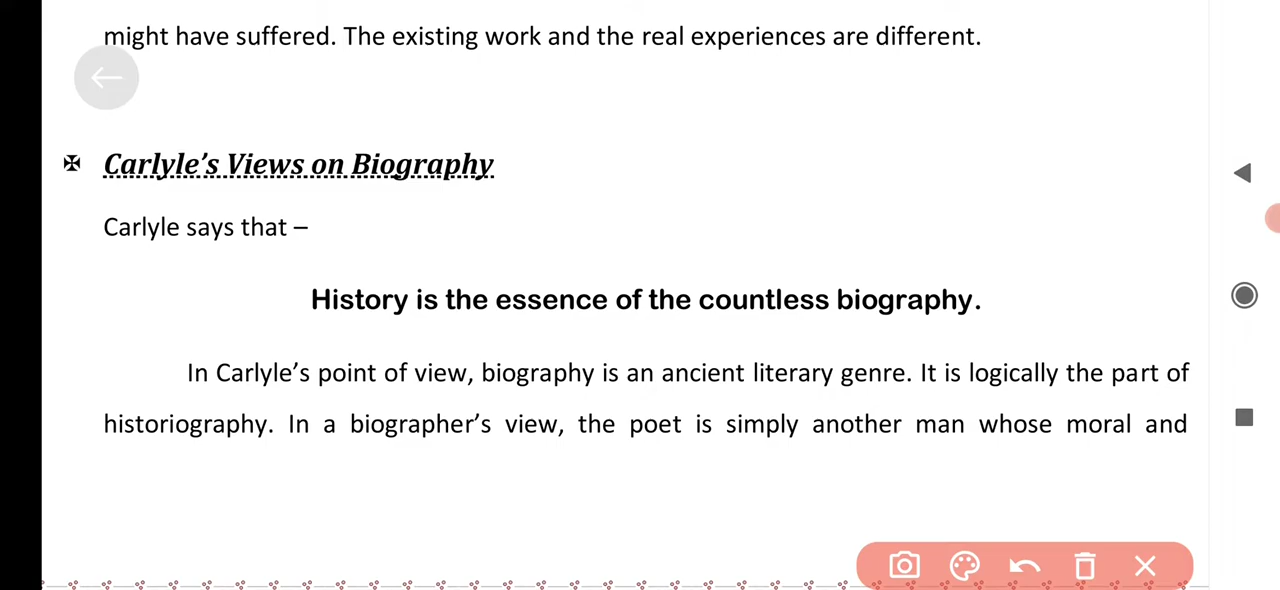 might have suffered. The existing work and the real experiences are different.
Carlyle’s Views on Biography
Carlyle says that –
History is the essence of the countless biography.
In Carlyle’s point of view, biography is an ancient literary genre. It is logically the part of
historiography. In a biographer’s view, the poet is simply another man whose moral and